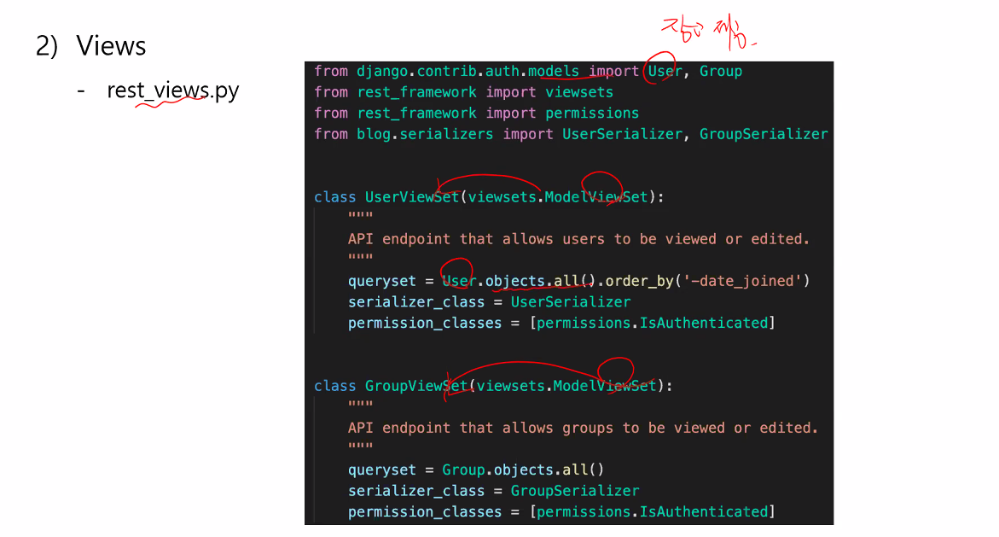 2) Views
- rest_views.py
장고 제공.
from django.contrib.auth.models import User, Group
from rest_framework import viewsets
from rest_framework import permissions
from blog.serializers import UserSerializer, GroupSerializer
class UserViewSet(viewsets.ModelViewSet):
"""
API endpoint that allows users to be viewed or edited.
"""
queryset = User.objects.all().order_by('-date_joined')
serializer_class = UserSerializer
permission_classes = [permissions.IsAuthenticated]
class GroupViewSet(viewsets.ModelViewSet):
"""
API endpoint that allows groups to be viewed or edited.
"""
queryset = Group.objects.all()
serializer_class = GroupSerializer
permission_classes = [permissions.IsAuthenticated]